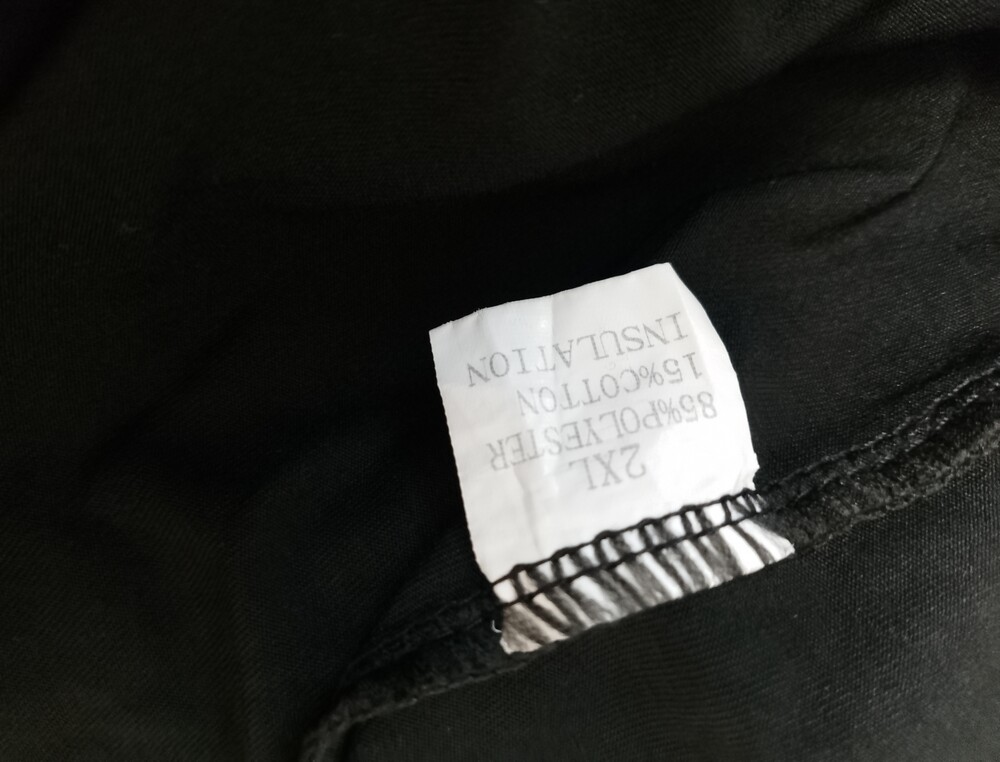 2XL
85%POLYESTER
15%COTTON
INSULATION